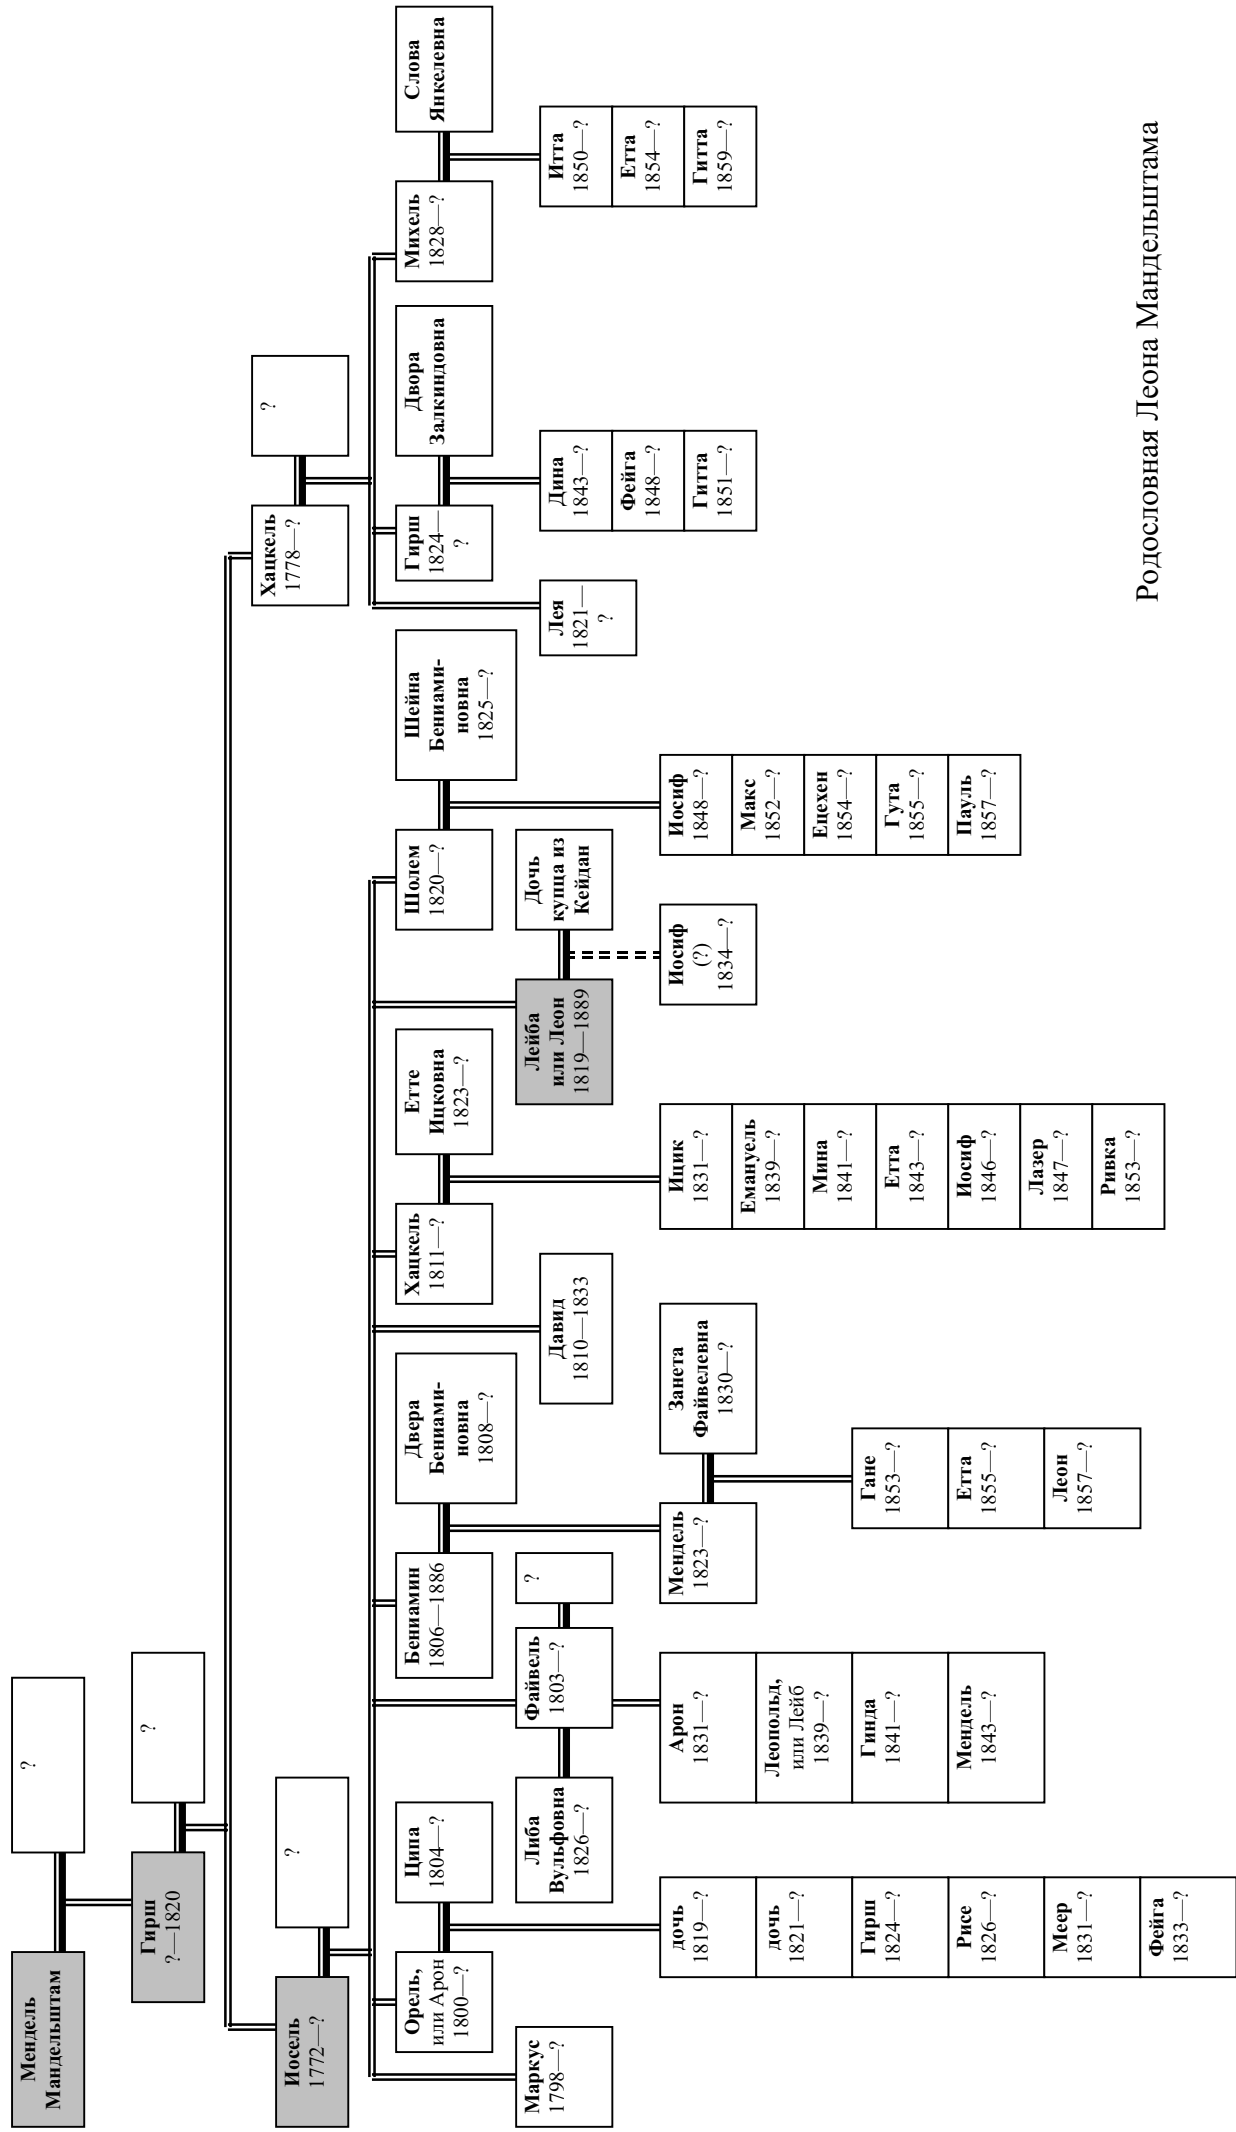 Мендель
Мандельштам
?
Гирш
?—1820
?
Иосель
1772—?
?
Хацкель
1778—?
?
Маркус
1798—?
Орель,
или Арон
1800—?
Ципа
1804—?
дочь
1819—?
дочь
1821—?
Гирш
1824—?
Рисе
1826—?
Меер
1831—?
Фейга
1833—?
Либа
Вульфовна
1826—?
Файвель
1803—?
?
Арон
1831—?
Леопольд,
или Лейб
1839—?
Гинда
1841—?
Мендель
1843—?
Бениамин
1806—1886
Двера
Бениами-
новна
1808—?
Мендель
1823—?
Занета
Файвелевна
1830—?
Гане
1853—?
Етта
1855—?
Леон
1857—?
Давид
1810—1833
Хацкель
1811—?
Етте
Ицковна
1823—?
Ицик
1831—?
Емануель
1839—?
Мина
1841—?
Етта
1843—?
Иосиф
1846—?
Лазер
1847—?
Ривка
1853—?
Лейба
или Леон
1819—1889
Дочь
купца из
Кейдан
Иосиф
(?)
1834—?
Шолем
1820—?
Шейна
Бениами-
новна
1825—?
Иосиф
1848—?
Макс
1852—?
Ецехен
1854—?
Гута
1855—?
Пауль
1857—?
Лея
1821—
?
Гирш
1824—
?
Двора
Залкиндовна
Дина
1843—?
Фейга
1848—?
Гитта
1851—?
Михель
1828—?
Слова
Янкелевна
Итта
1850—?
Етта
1854—?
Гитта
1859—?
Родословная Леона Мандельштама